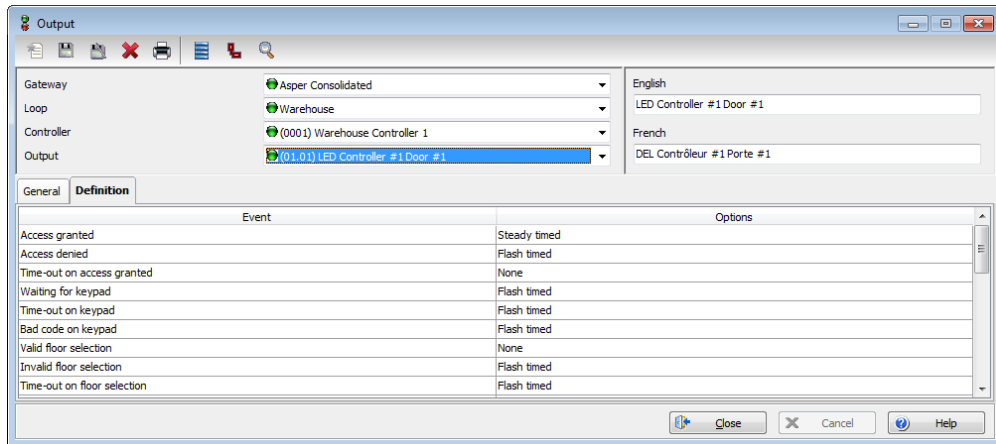 Output
Gateway
Asper Consolidated
Loop
Warehouse
Controller
(0001) Warehouse Controller 1
Output
(01.01) LED Controller #1 Door #1
English
LED Controller #1 Door #1
French
DEL Contrôleur #1 Porte #1
General Definition
Event Options
Access granted Steady timed
Access denied Flash timed
Time-out on access granted None
Waiting for keypad Flash timed
Time-out on keypad Flash timed
Bad code on keypad Flash timed
Valid floor selection None
Invalid floor selection Flash timed
Time-out on floor selection Flash timed
Close Cancel Help